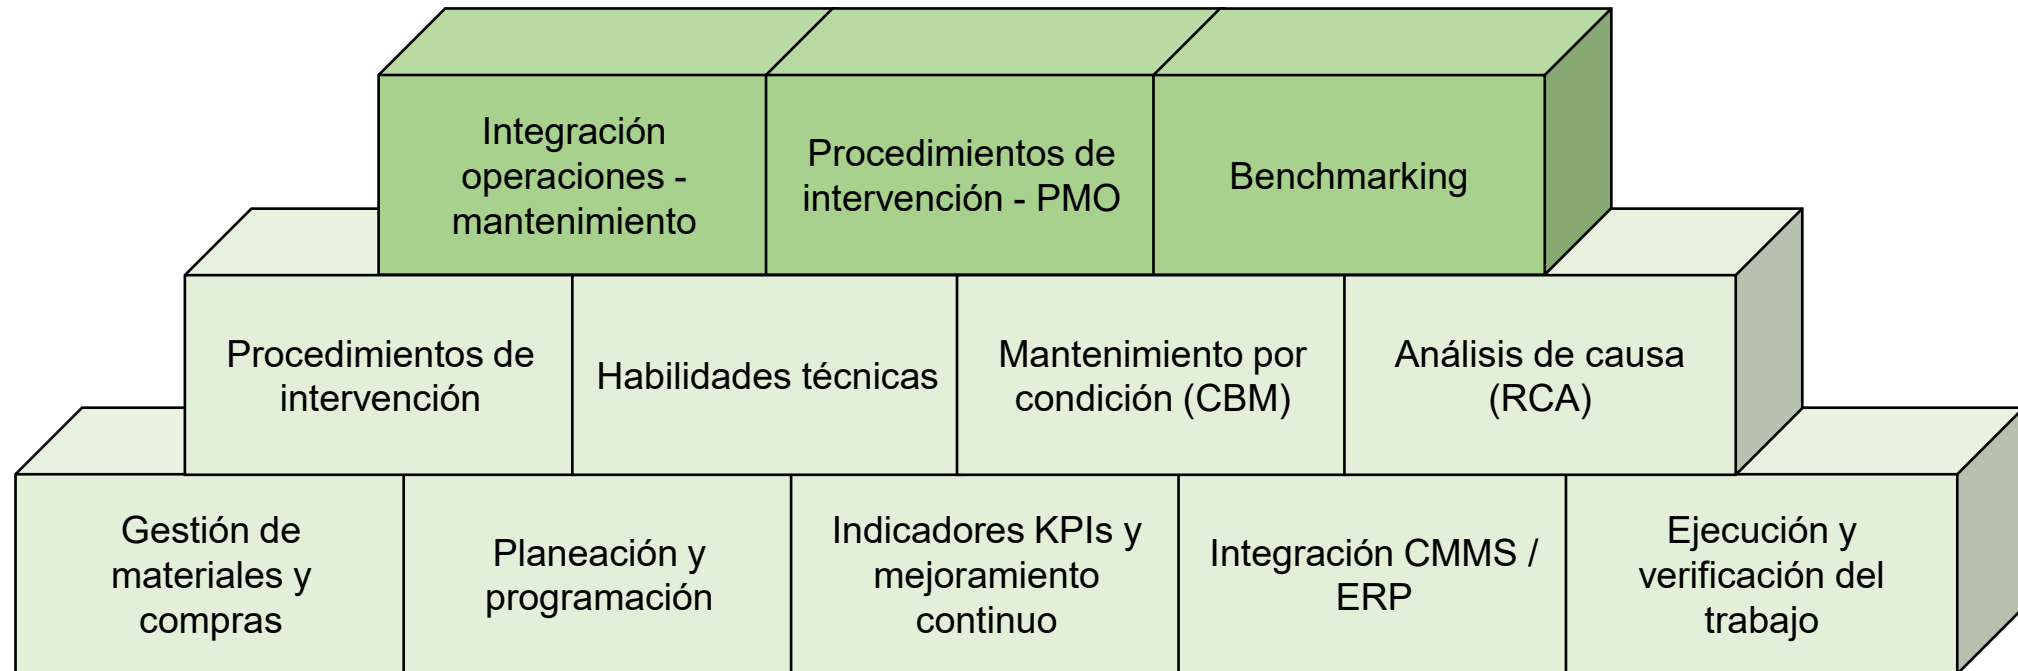 Integración
operaciones -
mantenimiento
Procedimientos de
intervención - PMO
Benchmarking
Procedimientos de
intervención
Habilidades técnicas
Mantenimiento por
condición (CBM)
Análisis de causa
(RCA)
Gestión de
materiales y
compras
Planeación y
programación
Indicadores KPIs y
mejoramiento
continuo
Integración CMMS /
ERP
Ejecución y
verificación del
trabajo